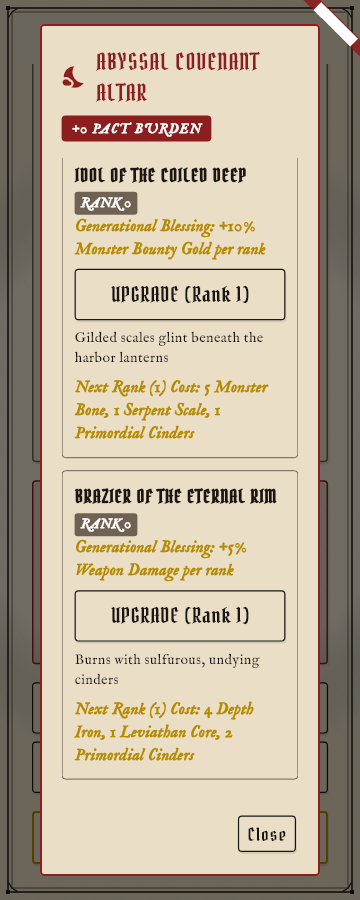 ABYSSAL COVENANT
ALTAR
+0 PACT BURDEN
IDOL OF THE COILED DEEP
RANK 0
Generational Blessing: +10%
Monster Bounty Gold per rank
UPGRADE (Rank 1)
Gilded scales glint beneath the
harbor lanterns
Next Rank (1) Cost: 5 Monster
Bone, 1 Serpent Scale, 1
Primordial Cinders
BRAZIER OF THE ETERNAL RIM
RANK 0
Generational Blessing: +5%
Weapon Damage per rank
UPGRADE (Rank 1)
Burns with sulfurous, undying
cinders
Next Rank (1) Cost: 4 Depth
Iron, 1 Leviathan Core, 2
Primordial Cinders
Close